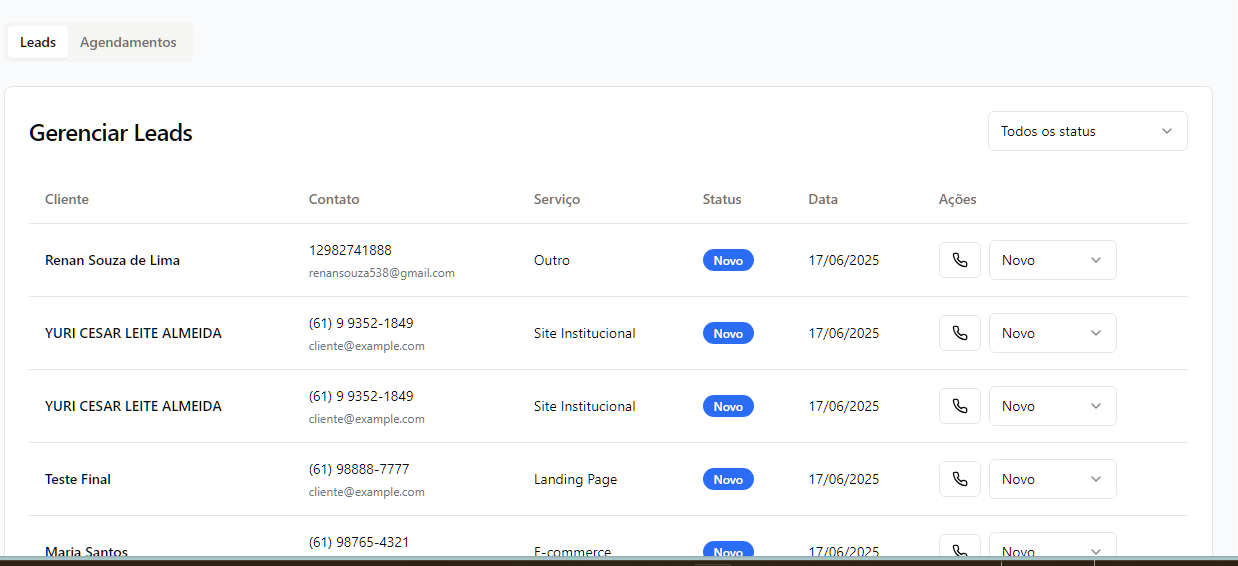 Leads Agendamentos
Gerenciar Leads
Todos os status
Cliente Contato Serviço Status Data Ações
12982741888
Renan Souza de Lima Outro Novo 17/06/2025 Novo
renansouza538@gmail.com
(61) 9 9352-1849
YURI CESAR LEITE ALMEIDA Site Institucional Novo 17/06/2025 Novo
cliente@example.com
(61) 9 9352-1849
YURI CESAR LEITE ALMEIDA Site Institucional Novo 17/06/2025 Novo
cliente@example.com
(61) 98888-7777
Teste Final Landing Page Novo 17/06/2025 Novo
cliente@example.com
(61) 98765-4321
Maria Santos E-commerce Novo 17/06/2025 Novo